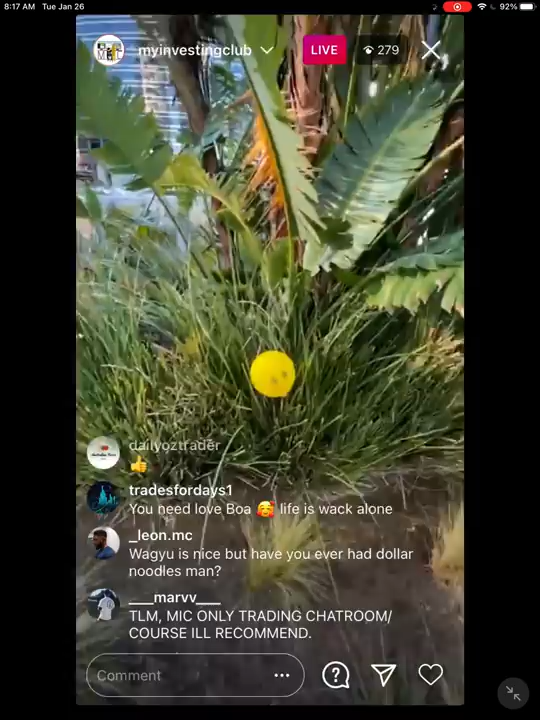 8:17 AM Tue Jan 26
92%
myinvestingclub
LIVE
279
dailyoztrader
👍
tradesfordays1
You need love Boa 🥰 life is wack alone
_leon.mc
Wagyu is nice but have you ever had dollar
noodles man?
___marvv___
TLM, MIC ONLY TRADING CHATROOM/
COURSE ILL RECOMMEND.
Comment